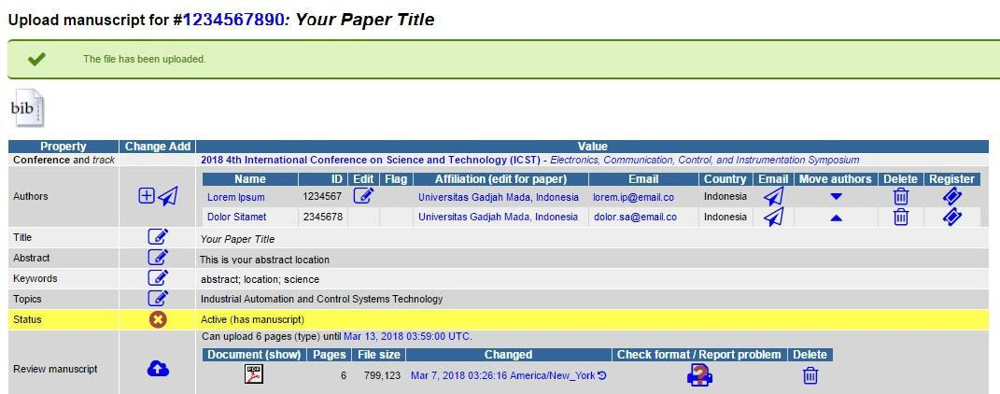 Upload manuscript for #1234567890: Your Paper Title
The file has been uploaded.
bib
Property Change Add Value
Conference and track 2018 4th International Conference on Science and Technology (ICST) - Electronics, Communication, Control, and Instrumentation Symposium
Authors
Name ID Edit Flag Affiliation (edit for paper) Email Country Email Move authors Delete Register
Lorem Ipsum 1234567 Universitas Gadjah Mada, Indonesia lorem.ip@email.co Indonesia
Dolor Sitamet 2345678 Universitas Gadjah Mada, Indonesia dolor.sa@email.co Indonesia
Title Your Paper Title
Abstract This is your abstract location
Keywords abstract; location; science
Topics Industrial Automation and Control Systems Technology
Status Active (has manuscript)
Review manuscript
Can upload 6 pages (type) until Mar 13, 2018 03:59:00 UTC.
Document (show) Pages File size Changed Check format / Report problem Delete
PDF 6 799,123 Mar 7, 2018 03:26:16 America/New_York ?